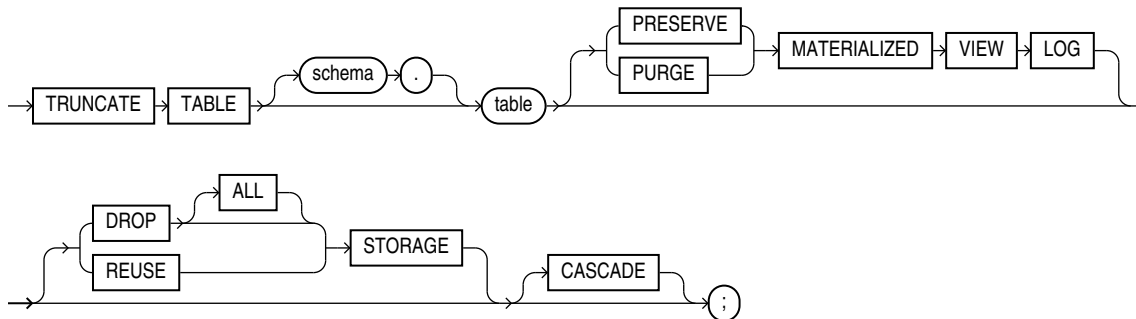 PRESERVE
schema . MATERIALIZED VIEW LOG
PURGE
TRUNCATE TABLE table
ALL
DROP
STORAGE
REUSE CASCADE
;